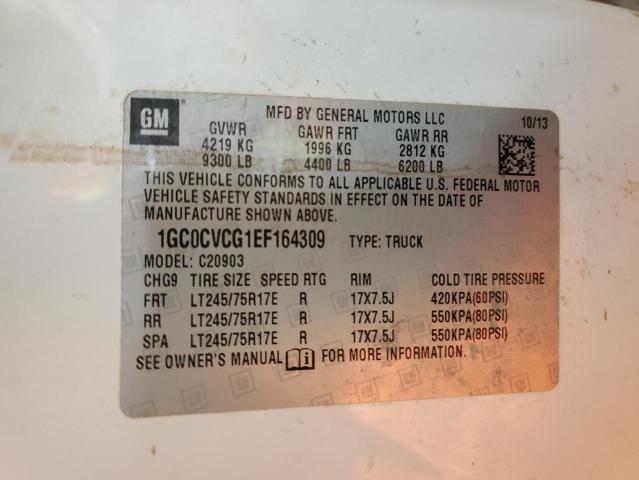 GM
MFD BY GENERAL MOTORS LLC 10/13
GVWR GAWR FRT GAWR RR
4219 KG 1996 KG 2812 KG
9300 LB 4400 LB 6200 LB
THIS VEHICLE CONFORMS TO ALL APPLICABLE U.S. FEDERAL MOTOR
VEHICLE SAFETY STANDARDS IN EFFECT ON THE DATE OF
MANUFACTURE SHOWN ABOVE.
1GC0CVCG1EF164309 TYPE: TRUCK
MODEL: C20903
CHG9 TIRE SIZE SPEED RTG RIM COLD TIRE PRESSURE
FRT LT245/75R17E R 17X7.5J 420KPA(60PSI)
RR LT245/75R17E R 17X7.5J 550KPA(80PSI)
SPA LT245/75R17E R 17X7.5J 550KPA(80PSI)
SEE OWNER'S MANUAL FOR MORE INFORMATION.